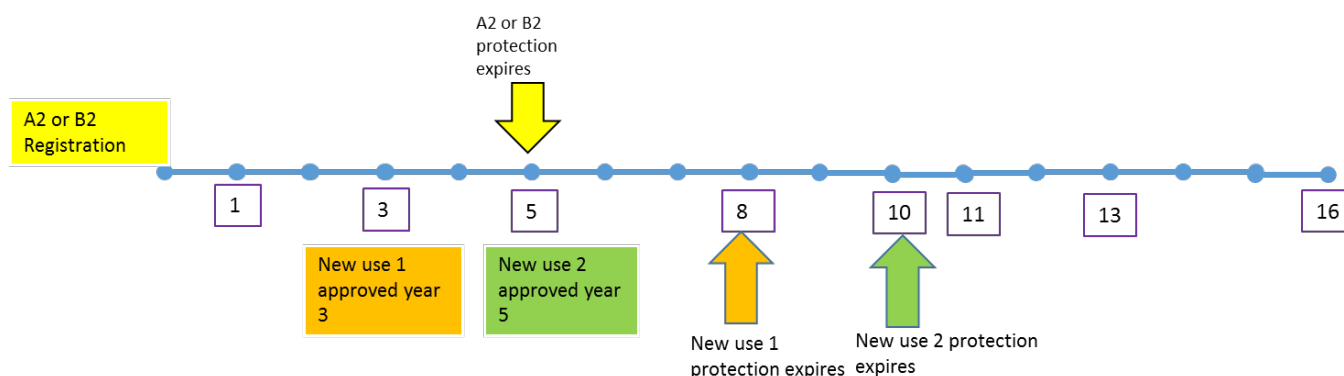 A2 or B2
protection
expires
A2 or B2
Registration
1
3
5
8
10
11
13
16
New use 1
approved year
3
New use 2
approved year
5
New use 1
protection expires
New use 2 protection
expires